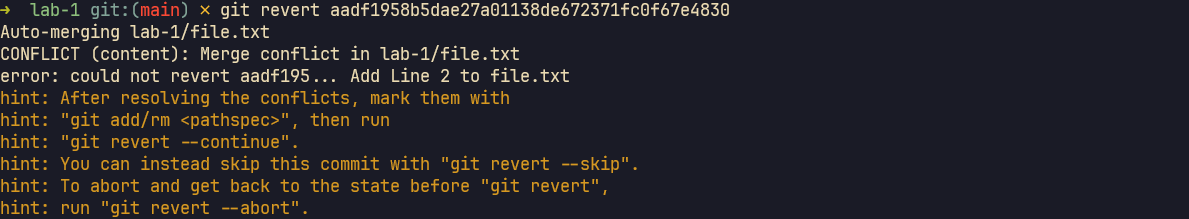 ➜ lab-1 git:(main) ✗ git revert aadf1958b5dae27a01138de672371fc0f67e4830
Auto-merging lab-1/file.txt
CONFLICT (content): Merge conflict in lab-1/file.txt
error: could not revert aadf195... Add Line 2 to file.txt
hint: After resolving the conflicts, mark them with
hint: "git add/rm <pathspec>", then run
hint: "git revert --continue".
hint: You can instead skip this commit with "git revert --skip".
hint: To abort and get back to the state before "git revert",
hint: run "git revert --abort".